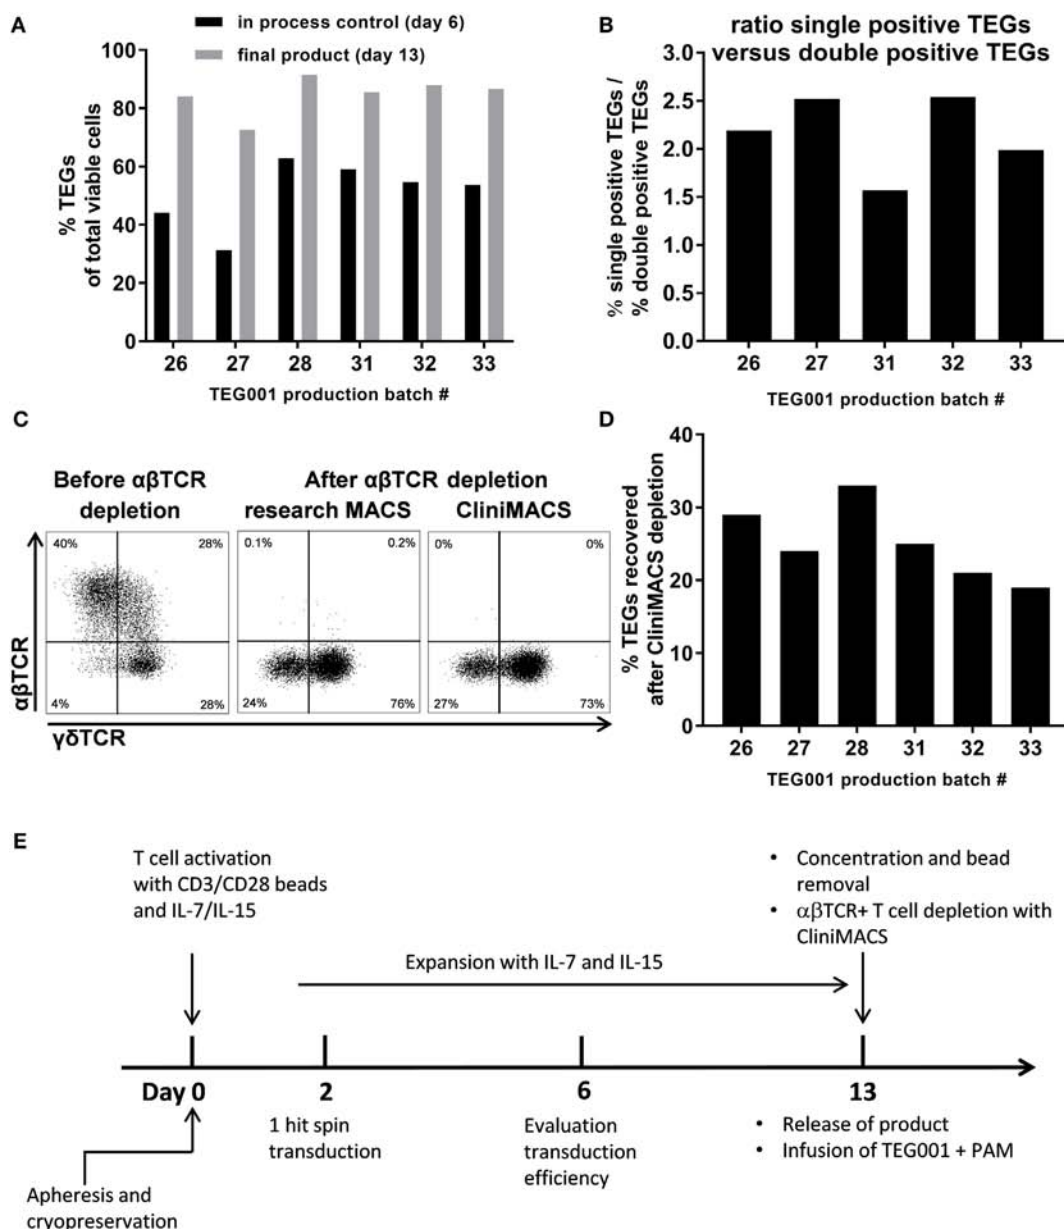 A
in process control (day 6)
final product (day 13)
% TEGs
of total viable cells
100
80
60
40
20
0
26 27 28 31 32 33
TEG001 production batch #
B
ratio single positive TEGs
versus double positive TEGs
% single positive TEGs /
% double positive TEGs
3.0
2.5
2.0
1.5
1.0
0.5
0.0
26 27 31 32 33
TEG001 production batch #
C
Before αβTCR
depletion
After αβTCR depletion
research MACS CliniMACS
40% 28%
4% 28%
0.1% 0.2%
24% 76%
0% 0%
27% 73%
αβTCR
γδTCR
D
% TEGs recovered
after CliniMACS depletion
40
30
20
10
0
26 27 28 31 32 33
TEG001 production batch #
E
T cell activation
with CD3/CD28 beads
and IL-7/IL-15
Expansion with IL-7 and IL-15
• Concentration and bead
removal
• αβTCR+ T cell depletion with
CliniMACS
Day 0 2 6 13
1 hit spin
transduction
Evaluation
transduction
efficiency
• Release of product
• Infusion of TEG001 + PAM
Apheresis and
cryopreservation